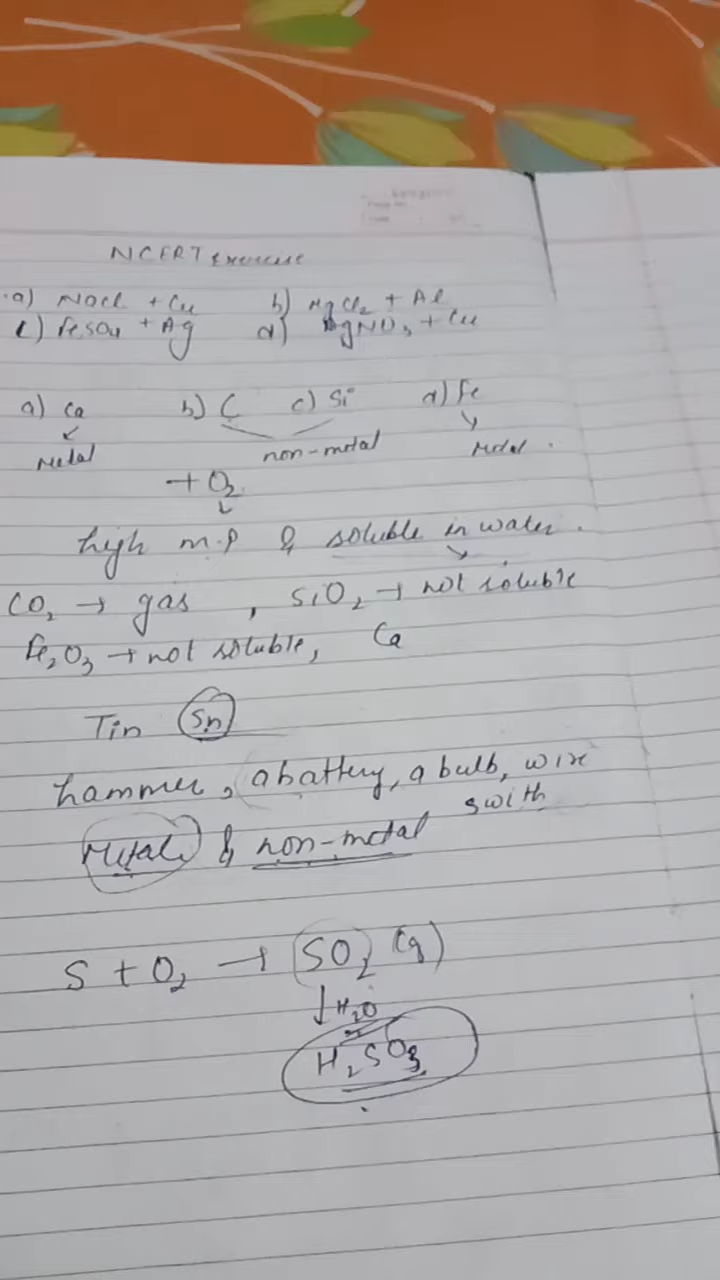 NCERT Exercise
a) NaCl + Cu b) MgCl2 + Al
c) FeSO4 + Ag d) AgNO3 + Cu
a) Ca b) C c) Si d) Fe
Metal non-metal Metal.
+ O2
high m.p & soluble in water.
CO2 → gas , SiO2 → not soluble
Fe2O3 → not soluble, Ca
Tin Sn
hammer, a battery, a bulb, wire
swith
Metals & non-metal
S + O2 → SO2 (g)
↓ H2O
H2SO3